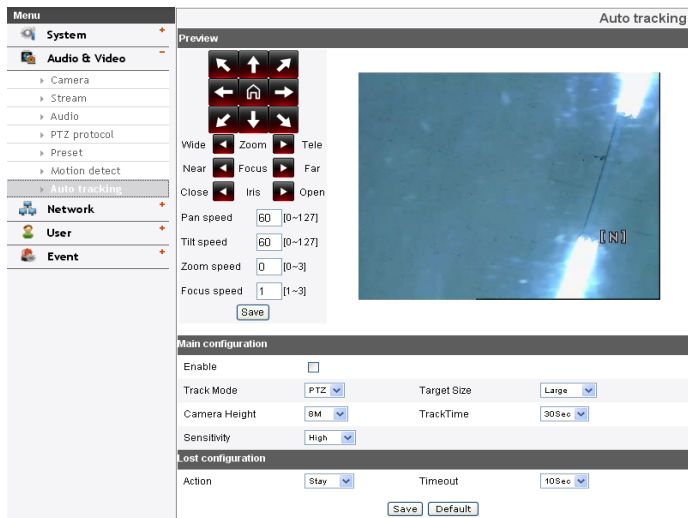 Menu
System
Audio & Video
Camera
Stream
Audio
PTZ protocol
Preset
Motion detect
Auto tracking
Network
User
Event
Auto tracking
Preview
Wide Zoom Tele
Near Focus Far
Close Iris Open
Pan speed 60 [0~127]
Tilt speed 60 [0~127]
Zoom speed 0 [0~3]
Focus speed 1 [1~3]
Save
[N]
Main configuration
Enable
Track Mode PTZ Target Size Large
Camera Height 8M TrackTime 30Sec
Sensitivity High
Lost configuration
Action Stay Timeout 10Sec
Save Default